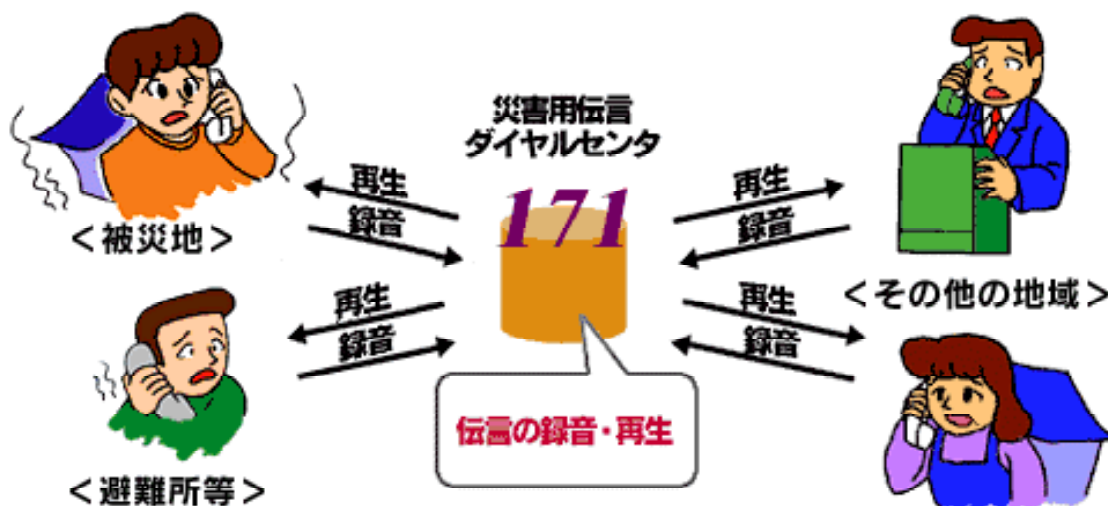 災害用伝言
ダイヤルセンタ
171
再生
録音
<被災地>
再生
録音
<避難所等>
再生
録音
<その他の地域>
再生
録音
伝言の録音・再生